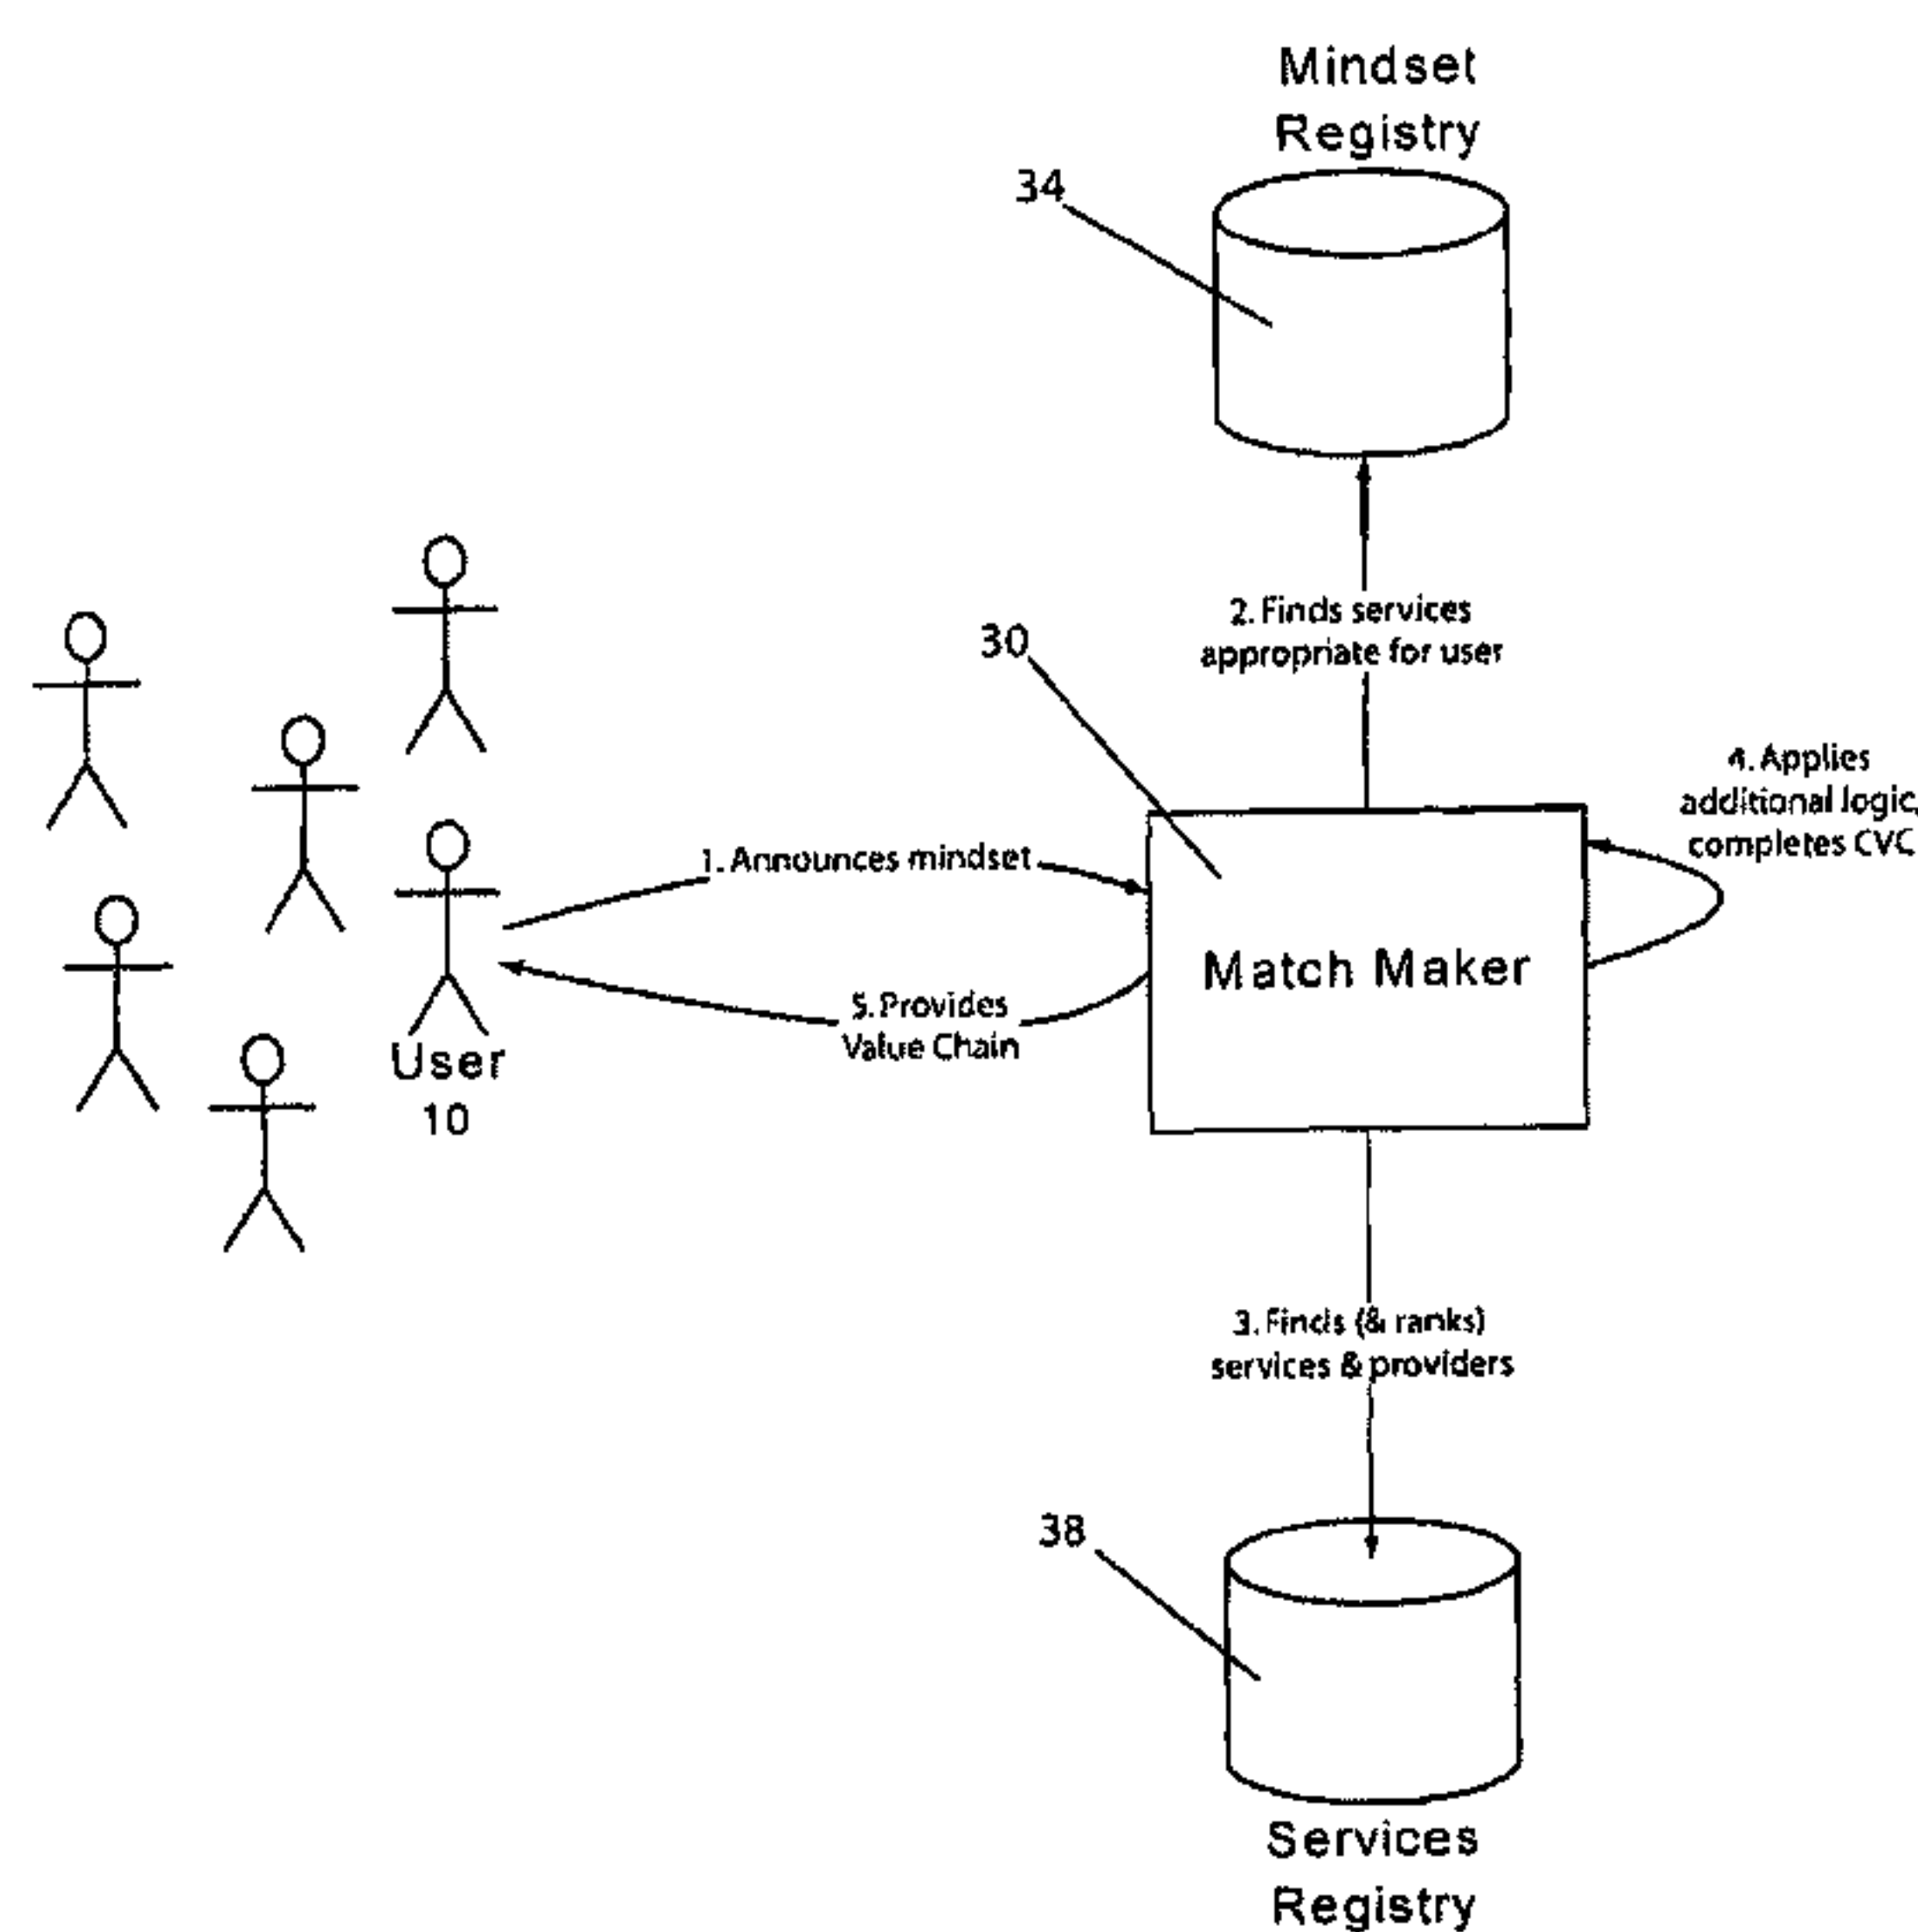 Mindset
Registry
34
2. Finds services
appropriate for user
30
4. Applies
additional logic,
completes CVC
1. Announces mindset
Match Maker
5. Provides
Value Chain
User
10
3. Finds (& ranks)
services & providers
38
Services
Registry